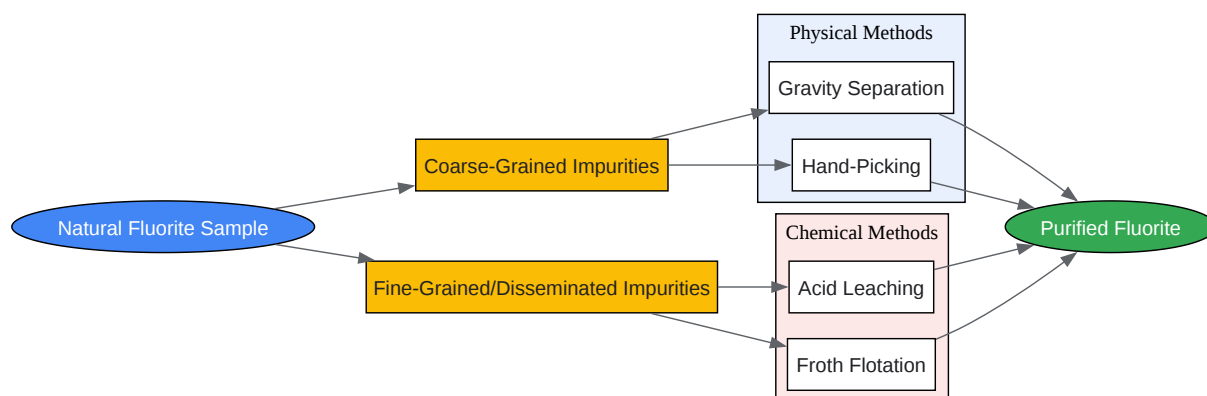 Natural Fluorite Sample
Coarse-Grained Impurities
Fine-Grained/Disseminated Impurities
Physical Methods
Gravity Separation
Hand-Picking
Chemical Methods
Acid Leaching
Froth Flotation
Purified Fluorite